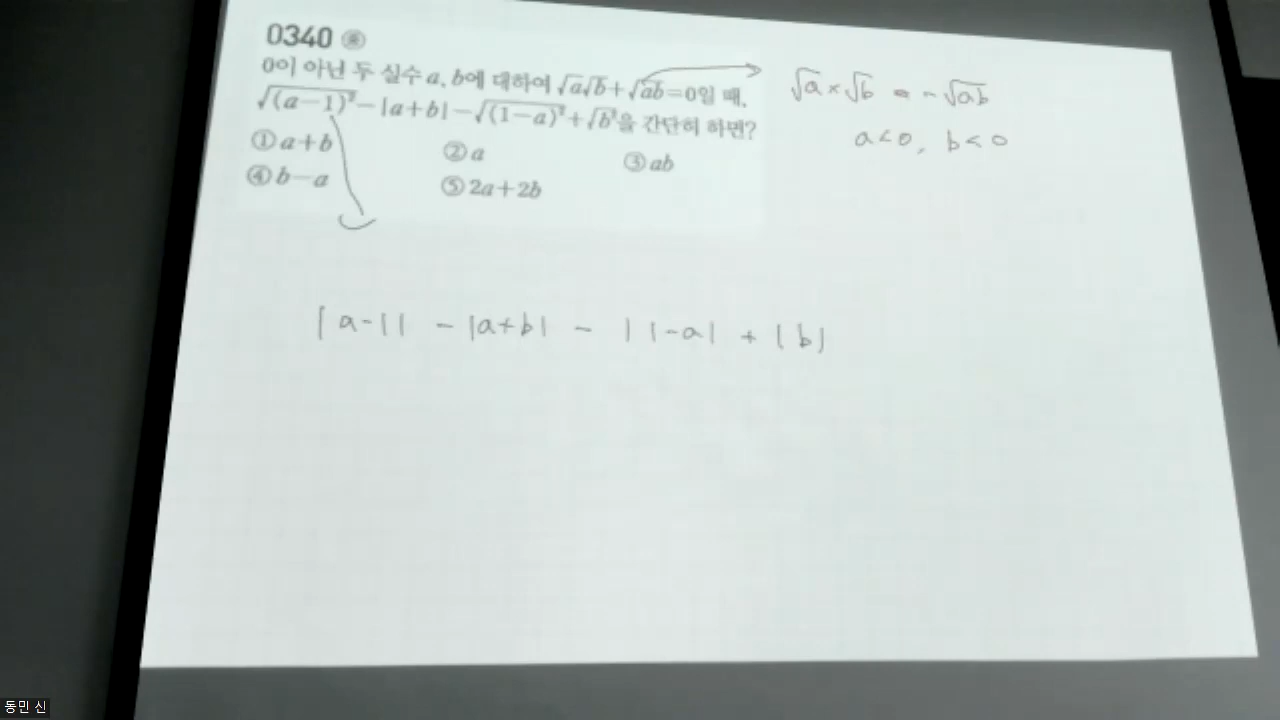 0340 중
0이 아닌 두 실수 a, b에 대하여 √a√b+√ab=0일 때,
√(a−1)²−|a+b|−√(1−a)²+√b²을 간단히 하면?
① a+b ② a ③ ab
④ b−a ⑤ 2a+2b
√a × √b = -√ab
a<0, b<0
|a-1| - |a+b| - |1-a| + |b|
동민 신